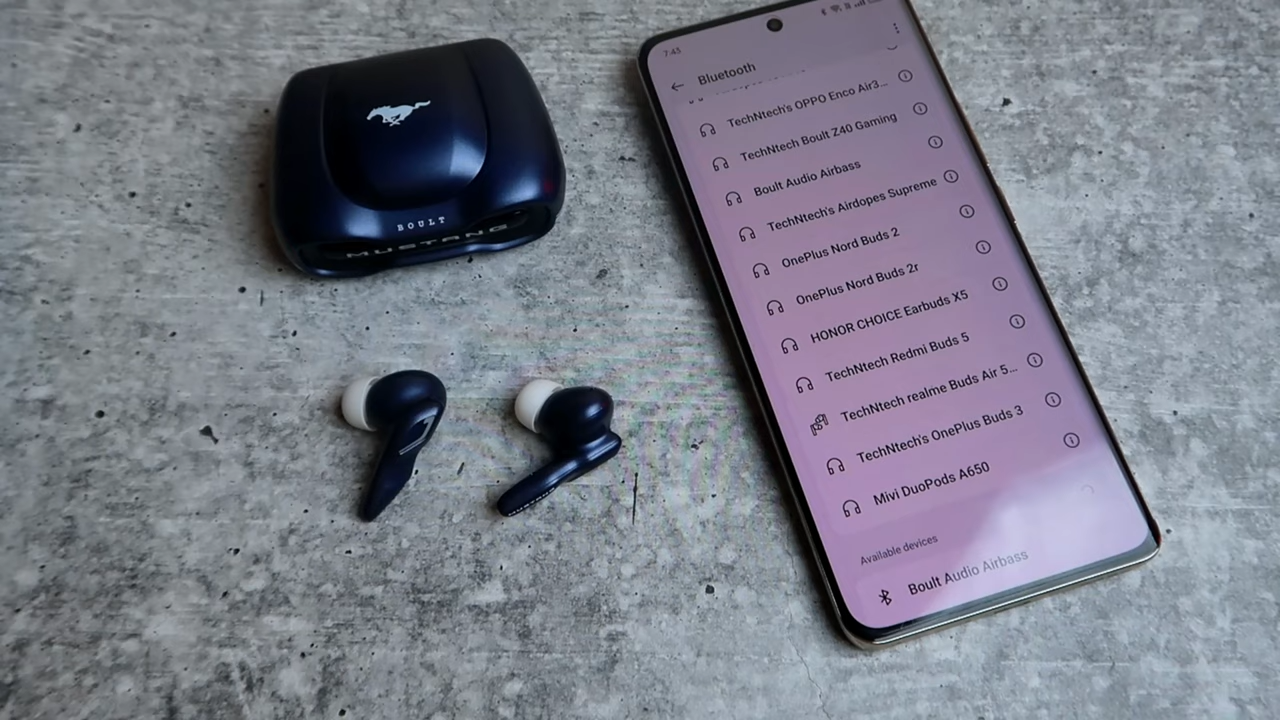 BOULT
MUSTANG
7:45
Bluetooth
TechNtech's OPPO Enco Air3...
TechNtech Boult Z40 Gaming
Boult Audio Airbass
TechNtech's Airdopes Supreme
OnePlus Nord Buds 2
OnePlus Nord Buds 2r
HONOR CHOICE Earbuds X5
TechNtech Redmi Buds 5
TechNtech realme Buds Air 5...
TechNtech's OnePlus Buds 3
Mivi DuoPods A650
Available devices
Boult Audio Airbass